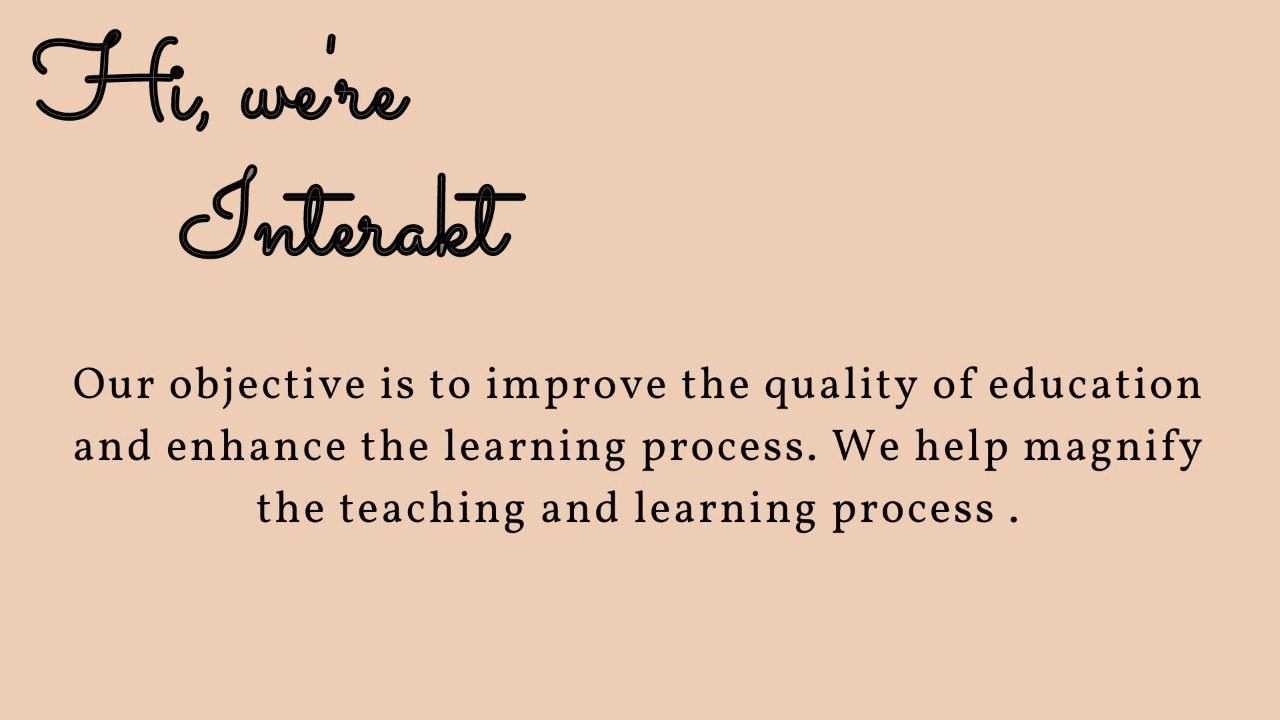 Hi, we're
Interakt
Our objective is to improve the quality of education
and enhance the learning process. We help magnify
the teaching and learning process .